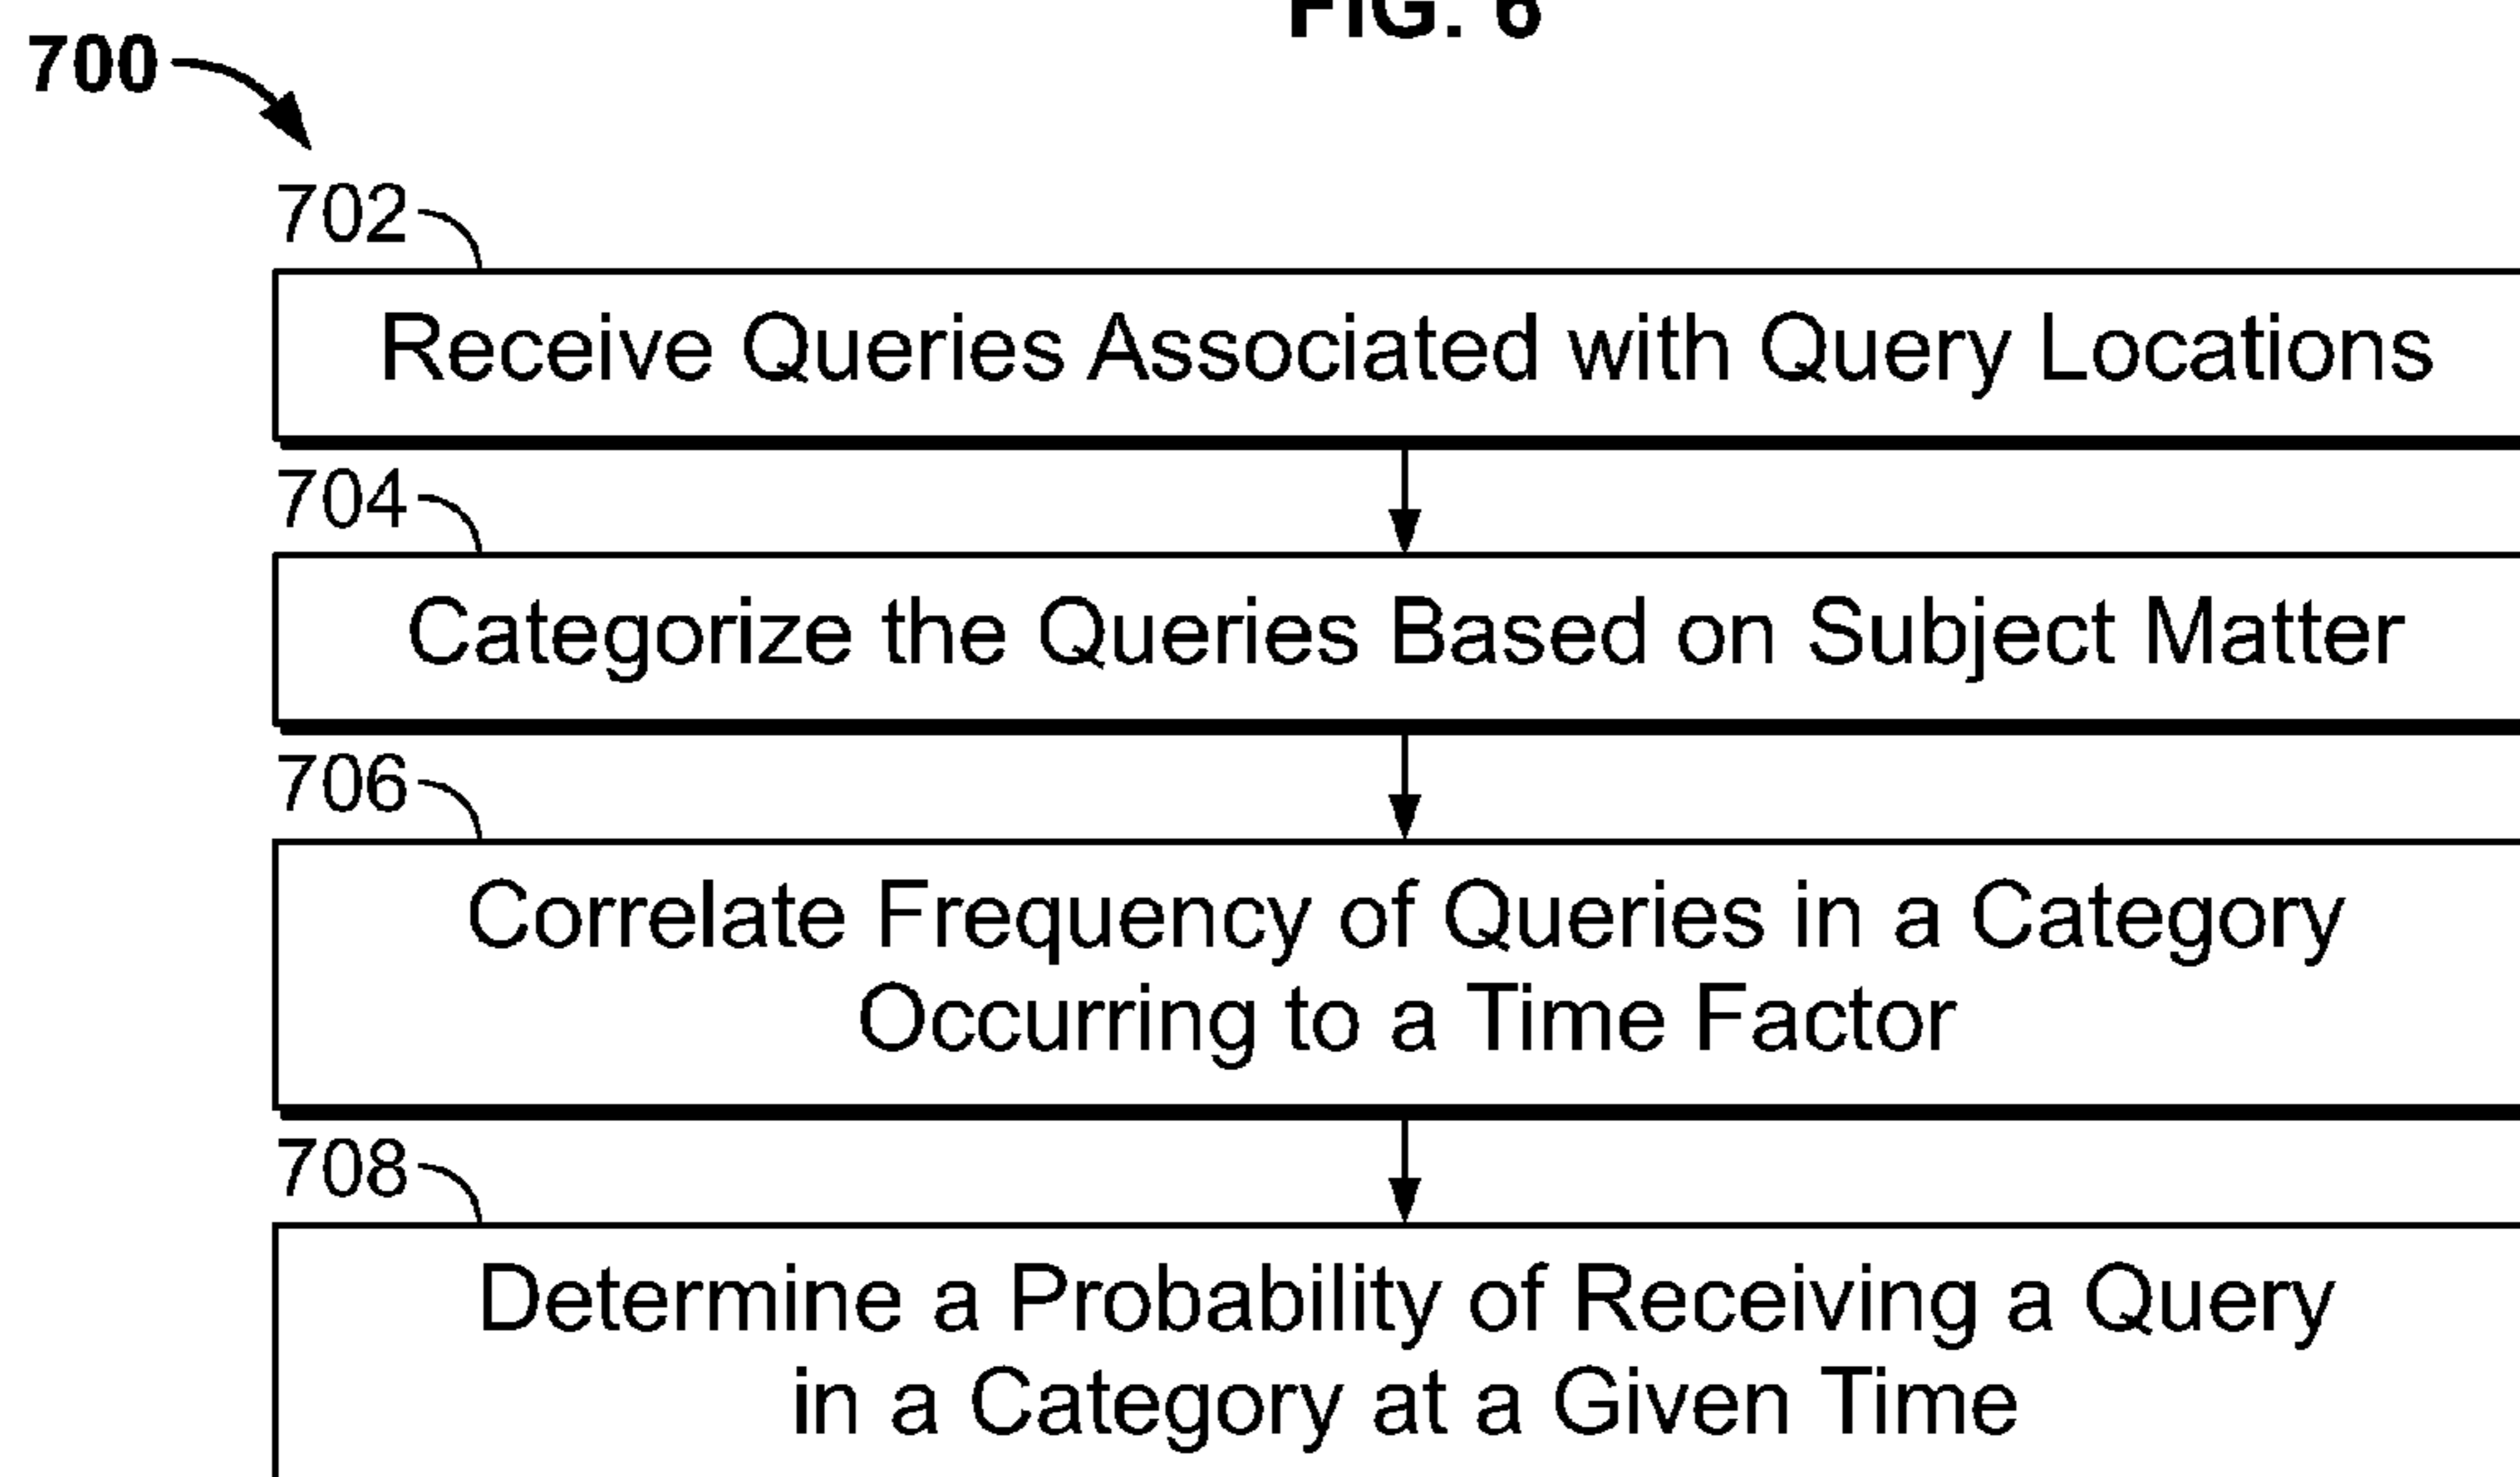 FIG. 6
700
702
Receive Queries Associated with Query Locations
704
Categorize the Queries Based on Subject Matter
706
Correlate Frequency of Queries in a Category
Occurring to a Time Factor
708
Determine a Probability of Receiving a Query
in a Category at a Given Time